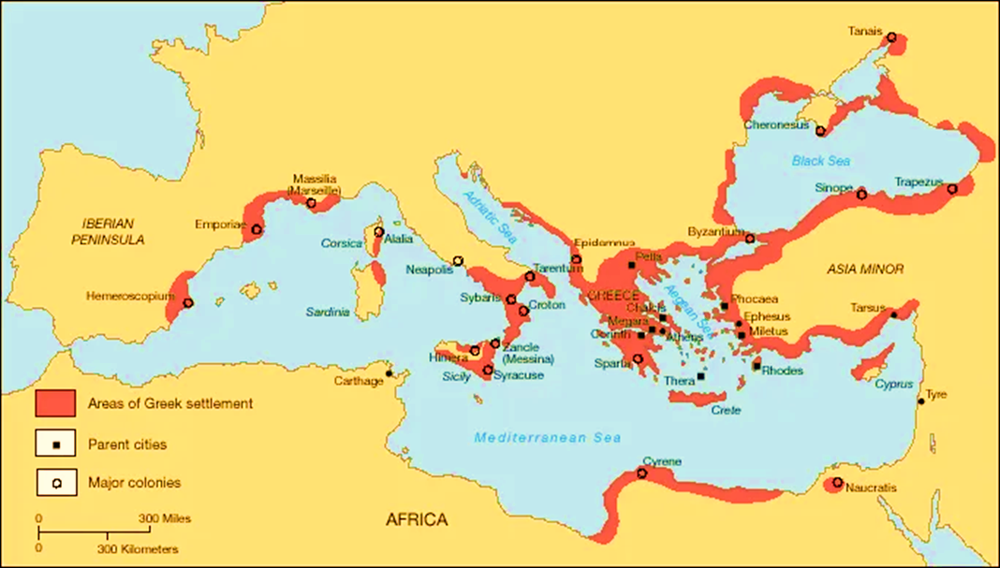 Tanais
Cheronesus
Black Sea
Sinope
Trapezus
Massilia
(Marseille)
Adriatic Sea
IBERIAN
PENINSULA
Emporiae
Corsica
Alalia
Byzantium
Epidamnus
Pella
Neapolis
Tarentum
ASIA MINOR
Hemeroscopium
Sybaris
Croton
GREECE
Aegean Sea
Phocaea
Chalcis
Ephesus
Tarsus
Sardinia
Megara
Miletus
Corinth
Athens
Himera
Zancle
(Messina)
Sparta
Rhodes
Carthage
Sicily
Syracuse
Thera
Cyprus
Tyre
Crete
Areas of Greek settlement
Parent cities
Major colonies
Mediterranean Sea
Cyrene
Naucratis
AFRICA
0 300 Miles
0 300 Kilometers